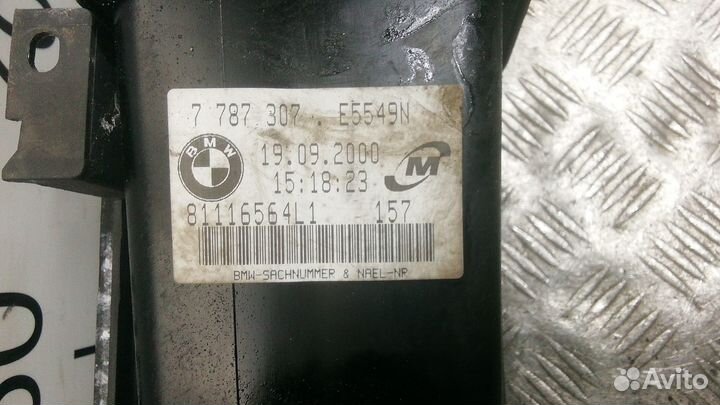 7 787 307 . E5549N
BMW
19.09.2000
M
15:18:23
81116564L1 157
BMW-SACHNUMMER & NAEL-NR
Avito